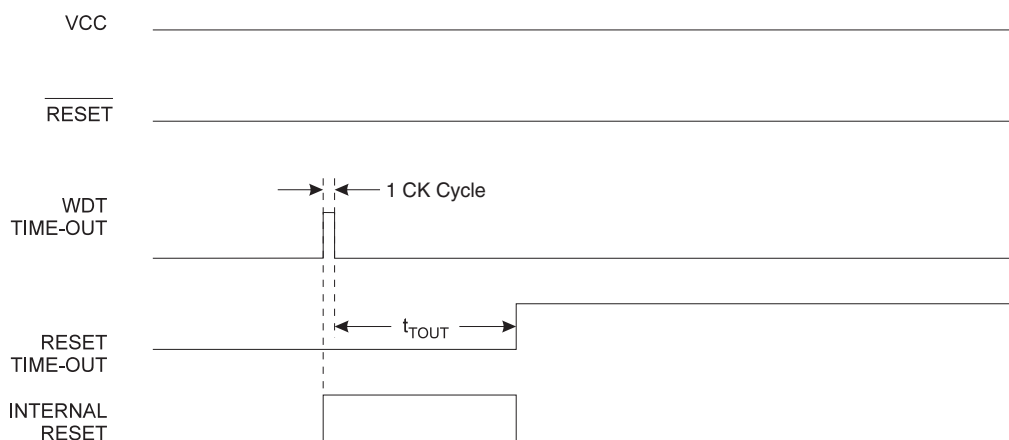 VCC
RESET
1 CK Cycle
WDT
TIME-OUT
tTOUT
RESET
TIME-OUT
INTERNAL
RESET